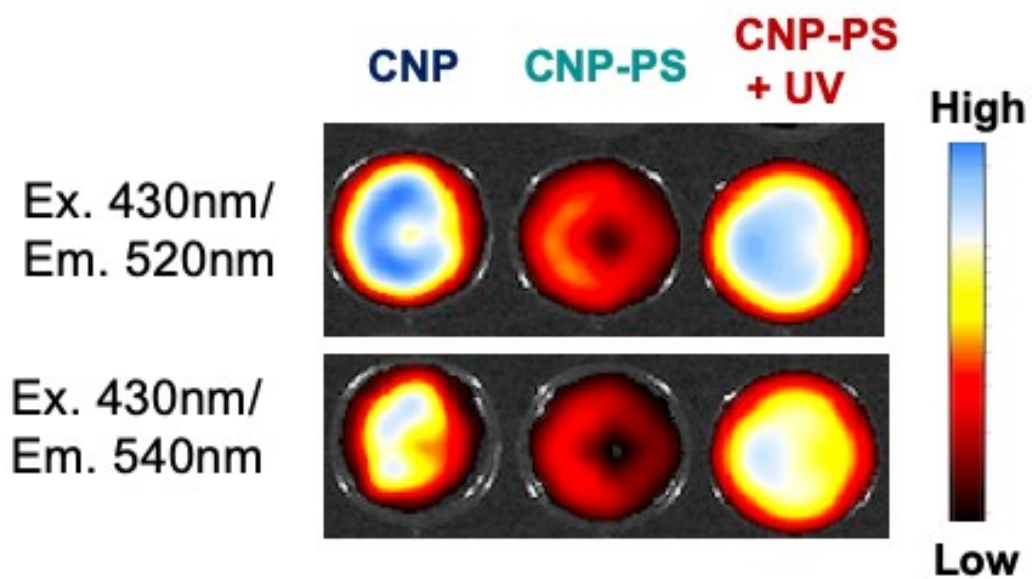 CNP
CNP-PS
CNP-PS
+ UV
High
Ex. 430nm/
Em. 520nm
Ex. 430nm/
Em. 540nm
Low